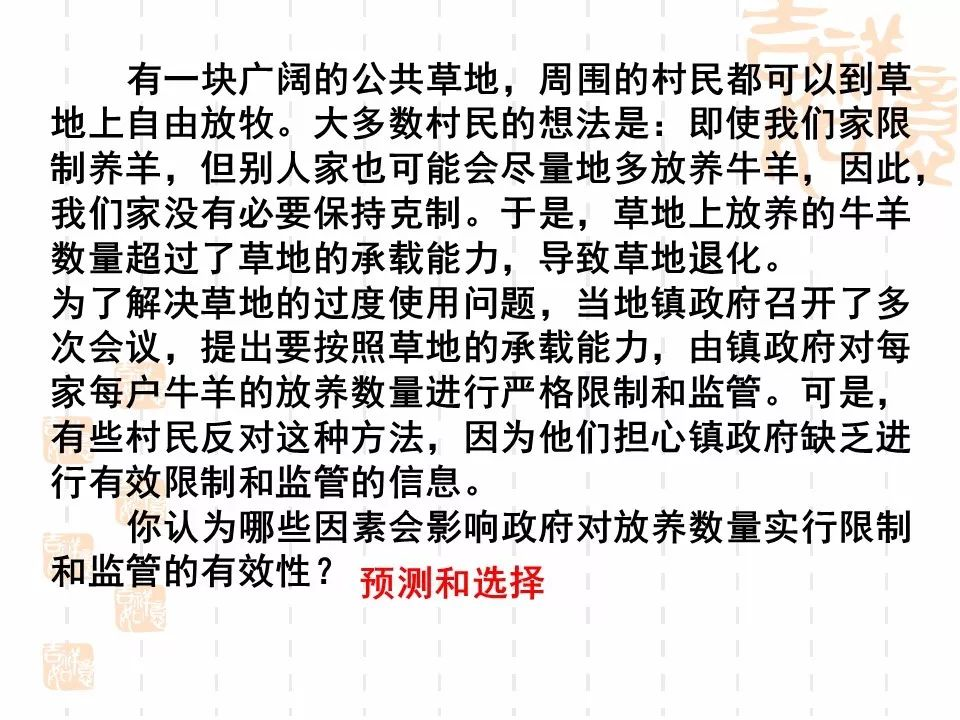 有一块广阔的公共草地，周围的村民都可以到草
地上自由放牧。大多数村民的想法是：即使我们家限
制养羊，但别人家也可能会尽量地多放养牛羊，因此，
我们家没有必要保持克制。于是，草地上放养的牛羊
数量超过了草地的承载能力，导致草地退化。
为了解决草地的过度使用问题，当地镇政府召开了多
次会议，提出要按照草地的承载能力，由镇政府对每
家每户牛羊的放养数量进行严格限制和监管。可是，
有些村民反对这种方法，因为他们担心镇政府缺乏进
行有效限制和监管的信息。
你认为哪些因素会影响政府对放养数量实行限制
和监管的有效性？
预测和选择